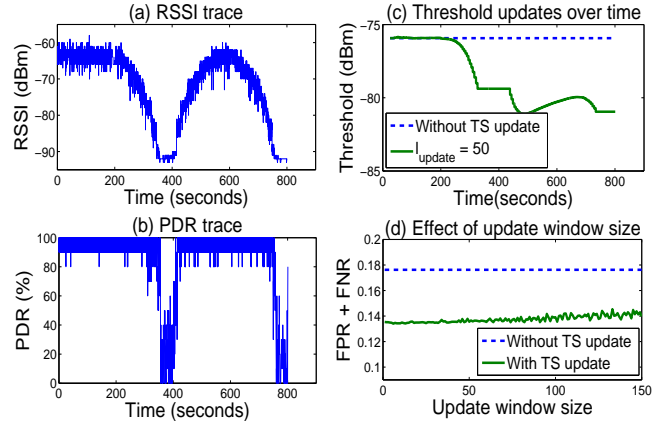 (a) RSSI trace
RSSI (dBm)
−60
−70
−80
−90
0
200
400
600
800
Time (seconds)
(b) PDR trace
PDR (%)
100
80
60
40
20
0
0
200
400
600
800
Time (seconds)
(c) Threshold updates over time
Threshold (dBm)
−75
−80
−85
0
200
400
600
800
Without TS update
I_update = 50
Time(seconds)
(d) Effect of update window size
FPR + FNR
0.2
0.18
0.16
0.14
0.12
0.1
0
50
100
150
Without TS update
With TS update
Update window size